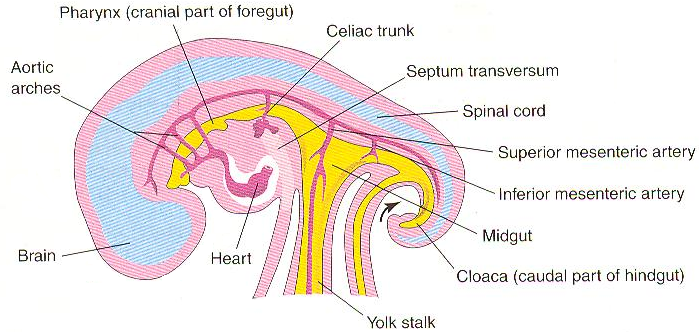 Pharynx (cranial part of foregut)
Celiac trunk
Aortic
arches
Septum transversum
Spinal cord
Superior mesenteric artery
Inferior mesenteric artery
Midgut
Brain
Heart
Cloaca (caudal part of hindgut)
Yolk stalk